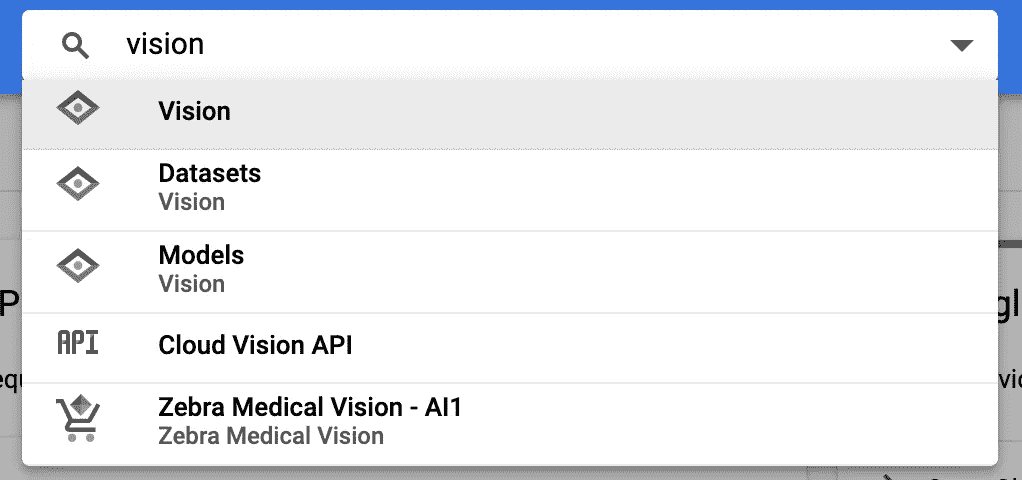 vision
Vision
Datasets
Vision
Models
Vision
API Cloud Vision API
Zebra Medical Vision - AI1
Zebra Medical Vision